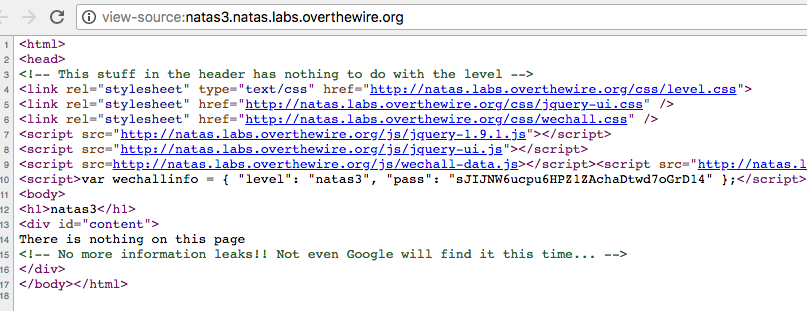 view-source:natas3.natas.labs.overthewire.org
1 <html>
2 <head>
3 <!-- This stuff in the header has nothing to do with the level -->
4 <link rel="stylesheet" type="text/css" href="http://natas.labs.overthewire.org/css/level.css">
5 <link rel="stylesheet" href="http://natas.labs.overthewire.org/css/jquery-ui.css" />
6 <link rel="stylesheet" href="http://natas.labs.overthewire.org/css/wechall.css" />
7 <script src="http://natas.labs.overthewire.org/js/jquery-1.9.1.js"></script>
8 <script src="http://natas.labs.overthewire.org/js/jquery-ui.js"></script>
9 <script src=http://natas.labs.overthewire.org/js/wechall-data.js></script><script src="http://natas.l
10 <script>var wechallinfo = { "level": "natas3", "pass": "sJIJNW6ucpu6HPZ1ZAchaDtwd7oGrD14" };</script>
11 <body>
12 <h1>natas3</h1>
13 <div id="content">
14 There is nothing on this page
15 <!-- No more information leaks!! Not even Google will find it this time... -->
16 </div>
17 </body></html>
18